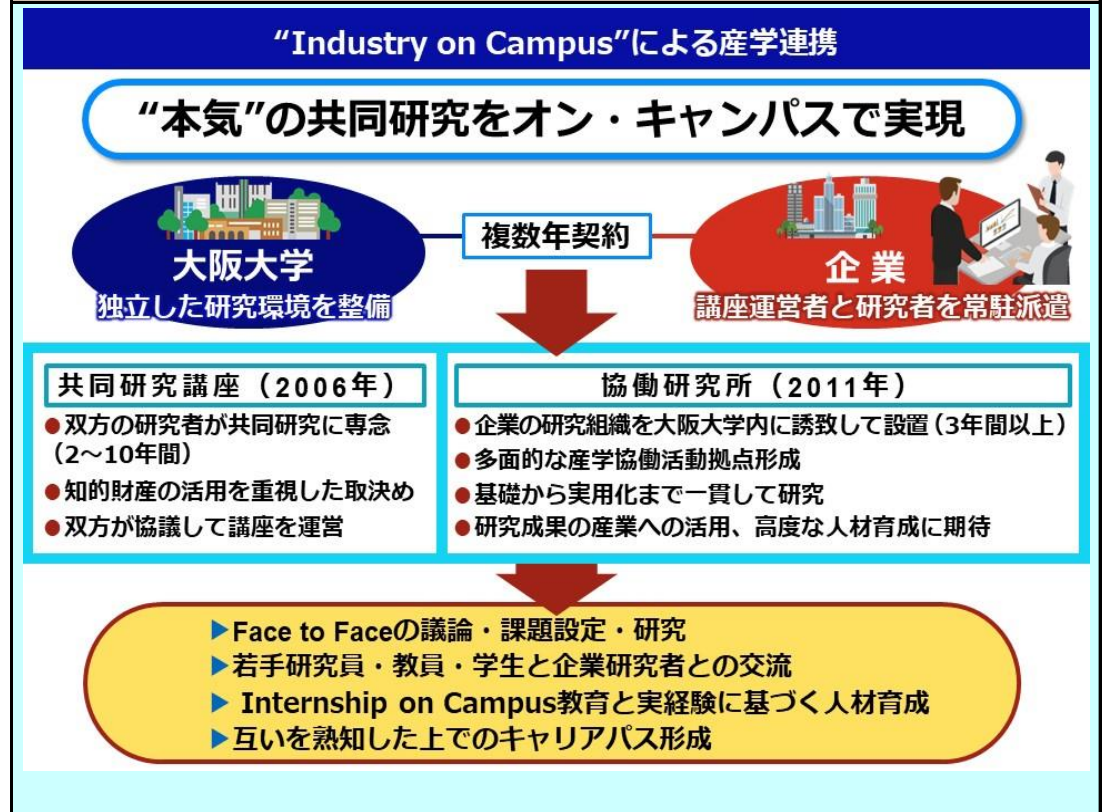 “Industry on Campus”による産学連携
“本気”の共同研究をオン・キャンパスで実現
大阪大学
独立した研究環境を整備
複数年契約
企業
講座運営者と研究者を常駐派遣
共同研究講座（2006年）
●双方の研究者が共同研究に専念
（2～10年間）
●知的財産の活用を重視した取決め
●双方が協議して講座を運営
協働研究所（2011年）
●企業の研究組織を大阪大学内に誘致して設置（3年間以上）
●多面的な産学協働活動拠点形成
●基礎から実用化まで一貫して研究
●研究成果の産業への活用、高度な人材育成に期待
▶Face to Faceの議論・課題設定・研究
▶若手研究員・教員・学生と企業研究者との交流
▶ Internship on Campus教育と実経験に基づく人材育成
▶互いを熟知した上でのキャリアパス形成